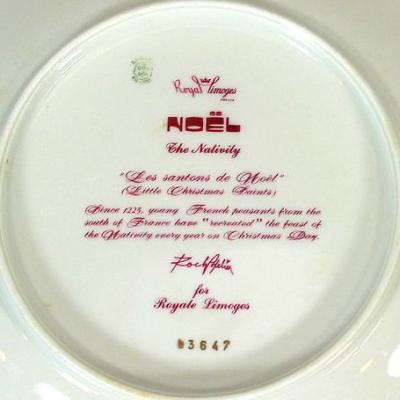 Royal Limoges
NOËL
The Nativity
"Les santons de Noël"
(Little Christmas Saints)
Since 1225, young French peasants from the
south of France have "recreated" the feast of
the Nativity every year on Christmas Day.
for
Royale Limoges
3647